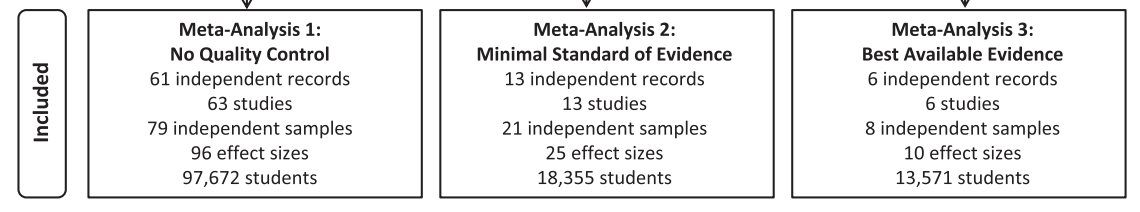 Included
Meta-Analysis 1:
No Quality Control
61 independent records
63 studies
79 independent samples
96 effect sizes
97,672 students
Meta-Analysis 2:
Minimal Standard of Evidence
13 independent records
13 studies
21 independent samples
25 effect sizes
18,355 students
Meta-Analysis 3:
Best Available Evidence
6 independent records
6 studies
8 independent samples
10 effect sizes
13,571 students